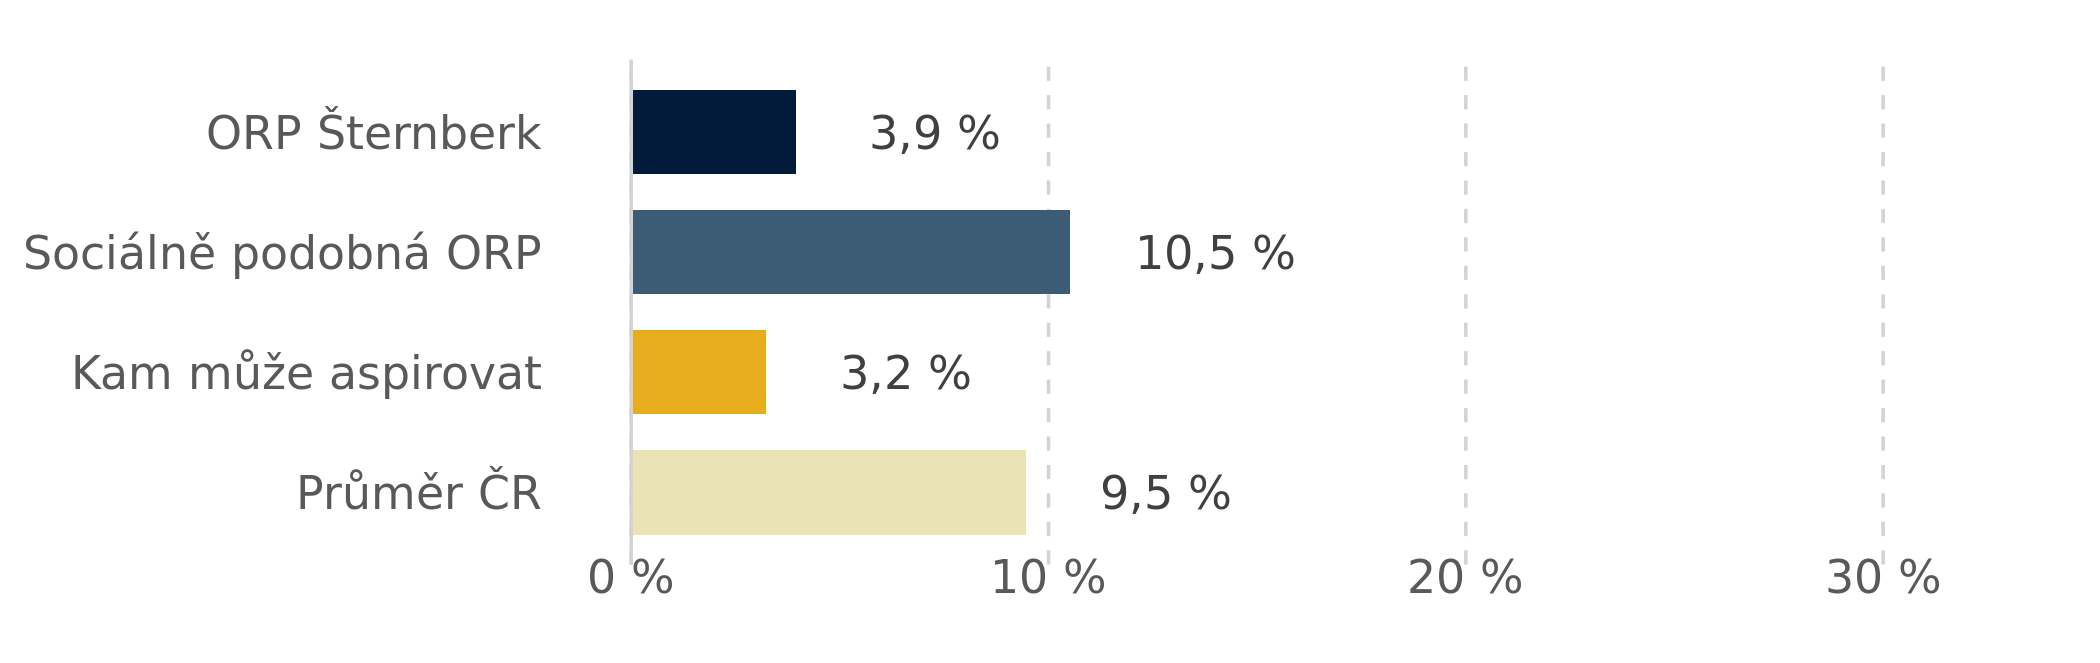 ORP Šternberk 3,9 %
Sociálně podobná ORP 10,5 %
Kam může aspirovat 3,2 %
Průměr ČR 9,5 %
0 % 10 % 20 % 30 %